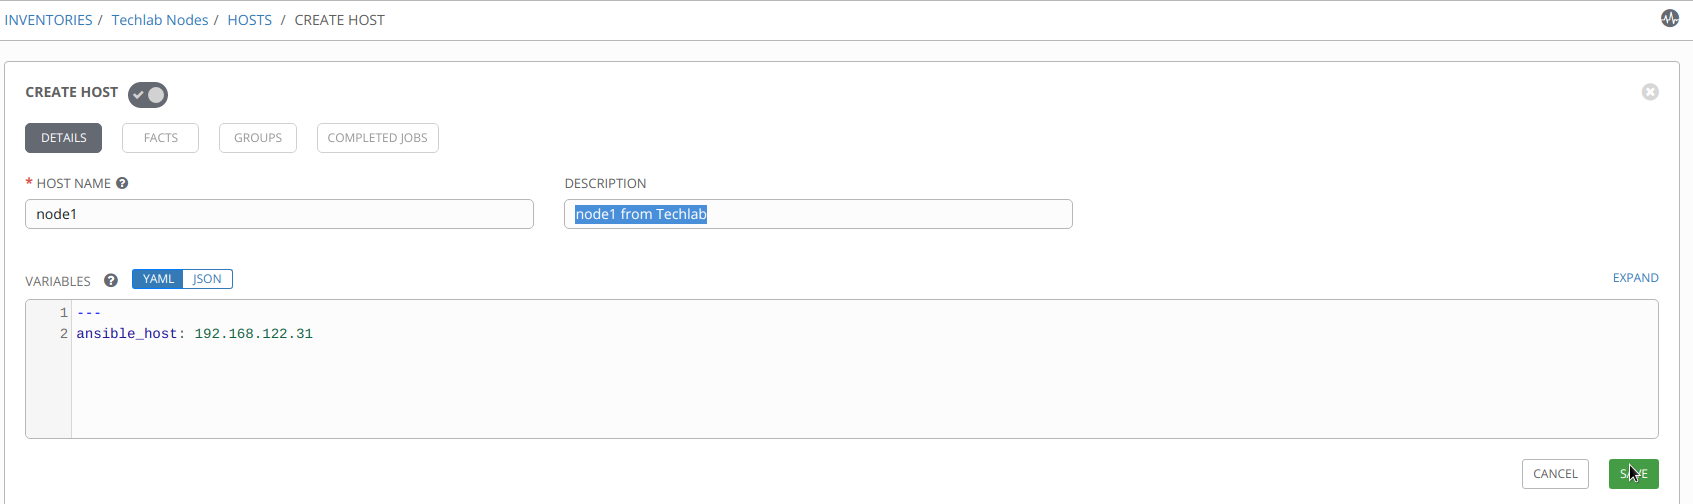 INVENTORIES / Techlab Nodes / HOSTS / CREATE HOST
CREATE HOST
DETAILS FACTS GROUPS COMPLETED JOBS
* HOST NAME ? DESCRIPTION
node1 node1 from Techlab
VARIABLES ? YAML JSON EXPAND
1 ---
2 ansible_host: 192.168.122.31
CANCEL SAVE